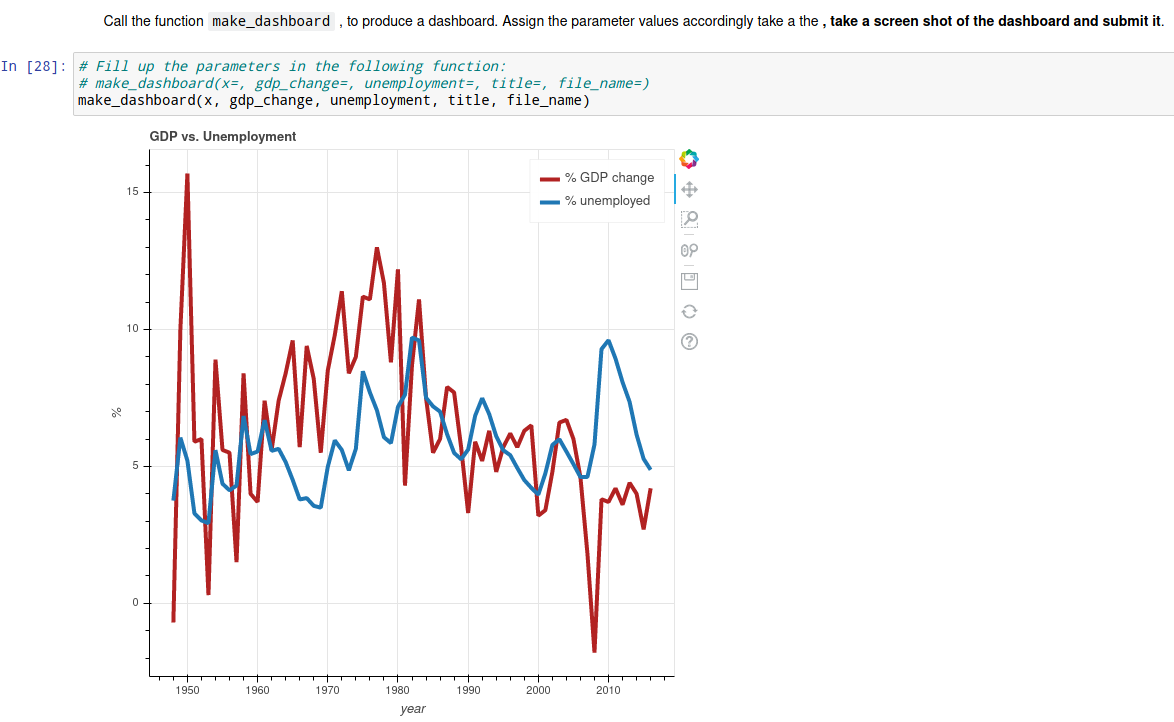 Call the function make_dashboard , to produce a dashboard. Assign the parameter values accordingly take a the , take a screen shot of the dashboard and submit it.
In [28]: # Fill up the parameters in the following function:
# make_dashboard(x=, gdp_change=, unemployment=, title=, file_name=)
make_dashboard(x, gdp_change, unemployment, title, file_name)
GDP vs. Unemployment
% GDP change
% unemployed
15
10
5
0
%
1950 1960 1970 1980 1990 2000 2010
year